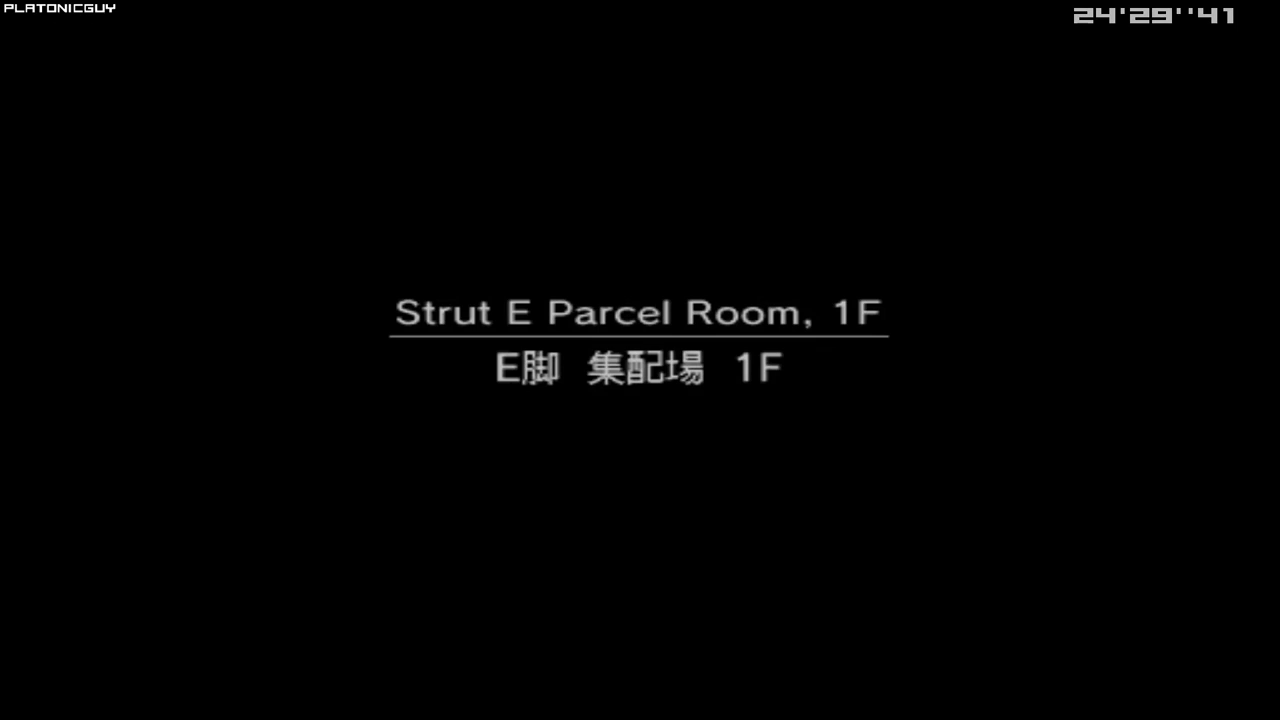 PLATONICGUY
24'29''41
Strut E Parcel Room, 1F
E脚 集配場 1F